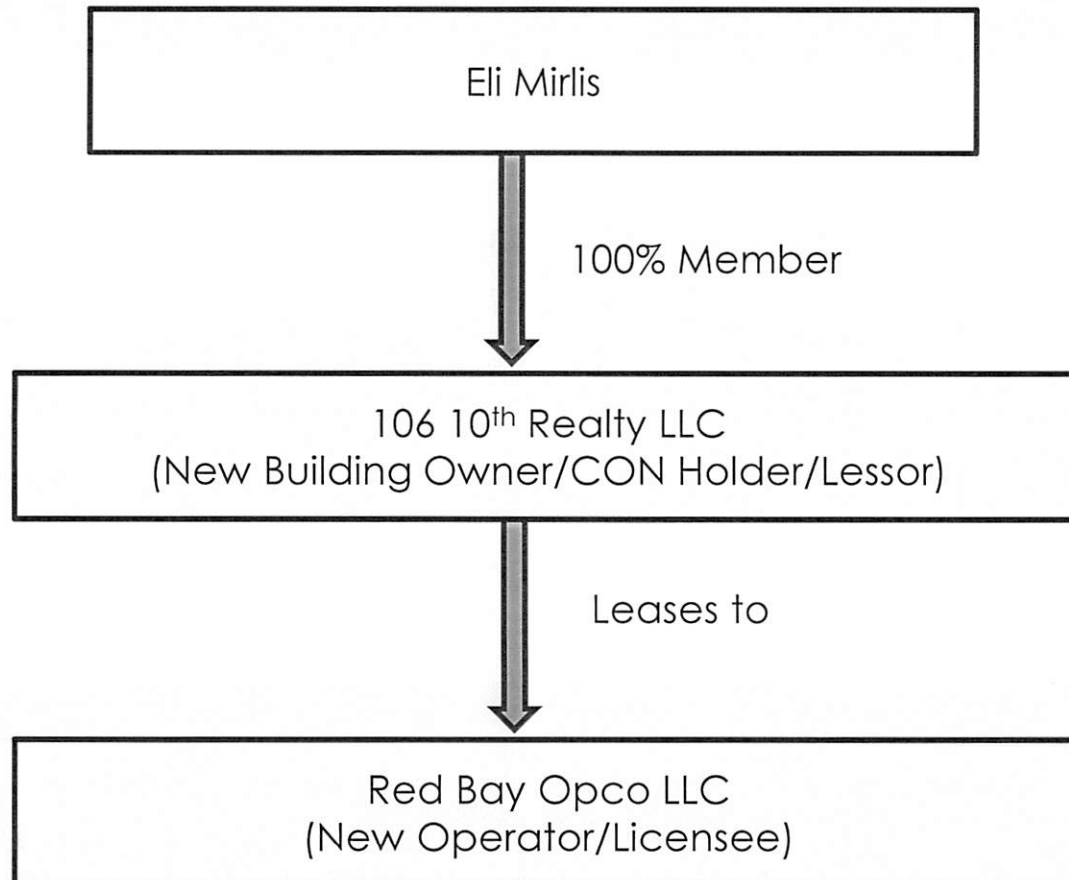 Eli Mirlis
100% Member
106 10th Realty LLC
(New Building Owner/CON Holder/Lessor)
Leases to
Red Bay Opco LLC
(New Operator/Licensee)